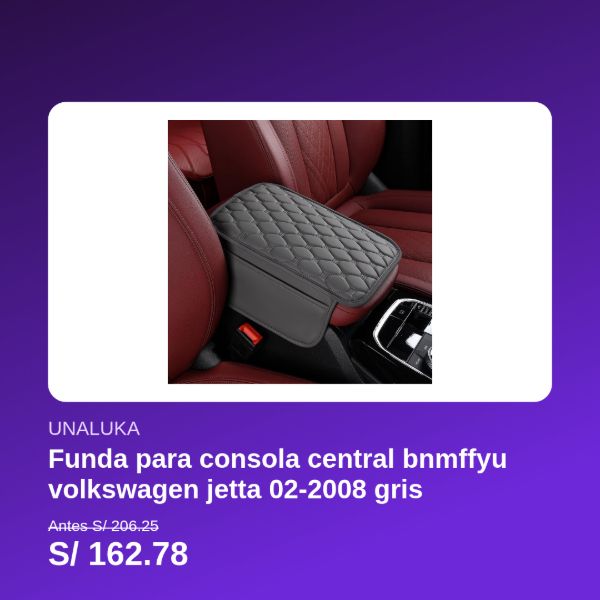 UNALUKA
Funda para consola central bnmffyu
volkswagen jetta 02-2008 gris
Antes S/ 206.25
S/ 162.78